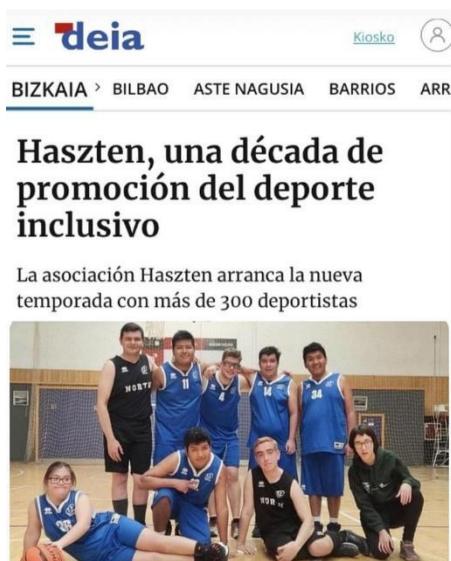 deia
Kiosko
BIZKAIA > BILBAO ASTE NAGUSIA BARRIOS ARR
Haszten, una década de
promoción del deporte
inclusivo
La asociación Haszten arranca la nueva
temporada con más de 300 deportistas
NORTH
11
4
14
34